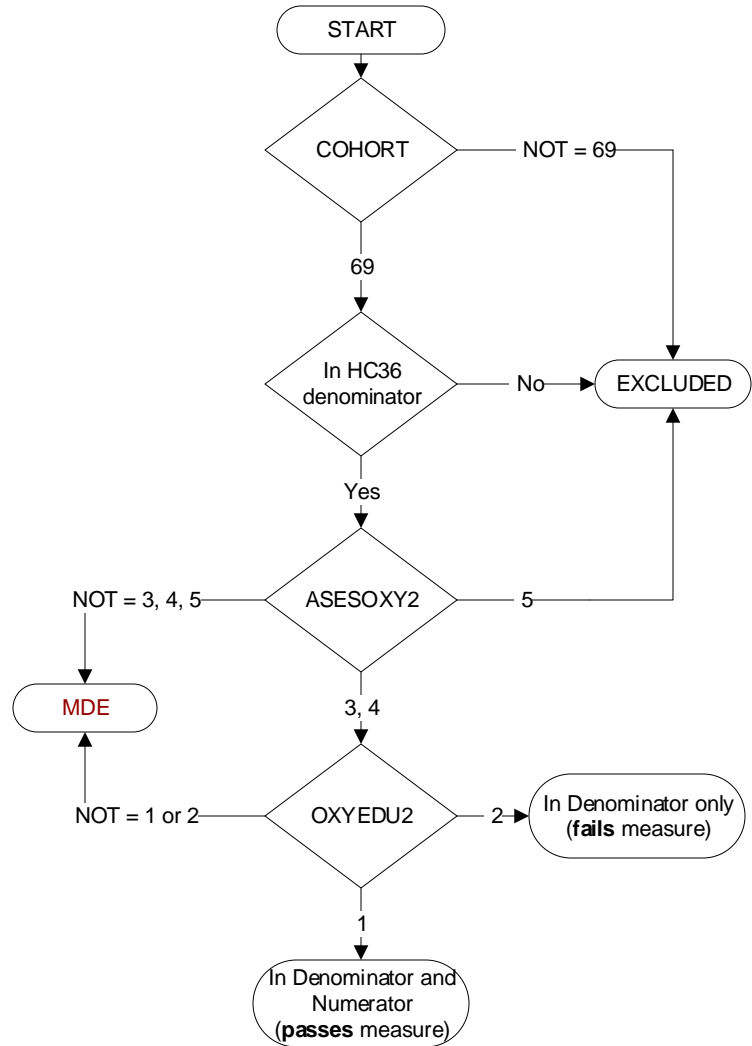 START
COHORT
NOT = 69
69
In HC36
denominator
No
EXCLUDED
Yes
ASESOXY2
NOT = 3, 4, 5
5
MDE
3, 4
OXYEDU2
NOT = 1 or 2
2
In Denominator only
(fails measure)
1
In Denominator and
Numerator
(passes measure)